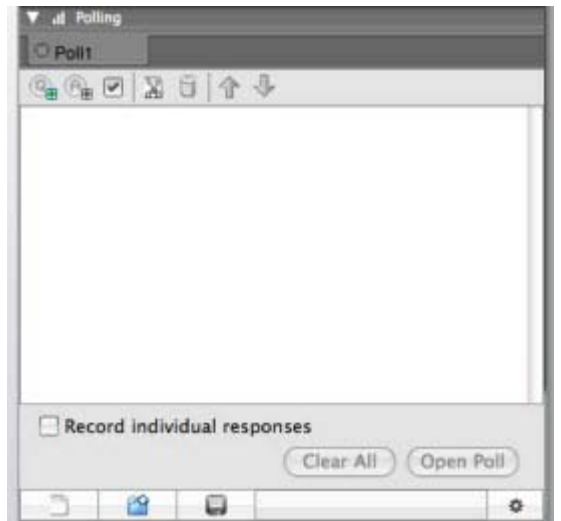 Polling
Poll1
Record individual responses
Clear All
Open Poll